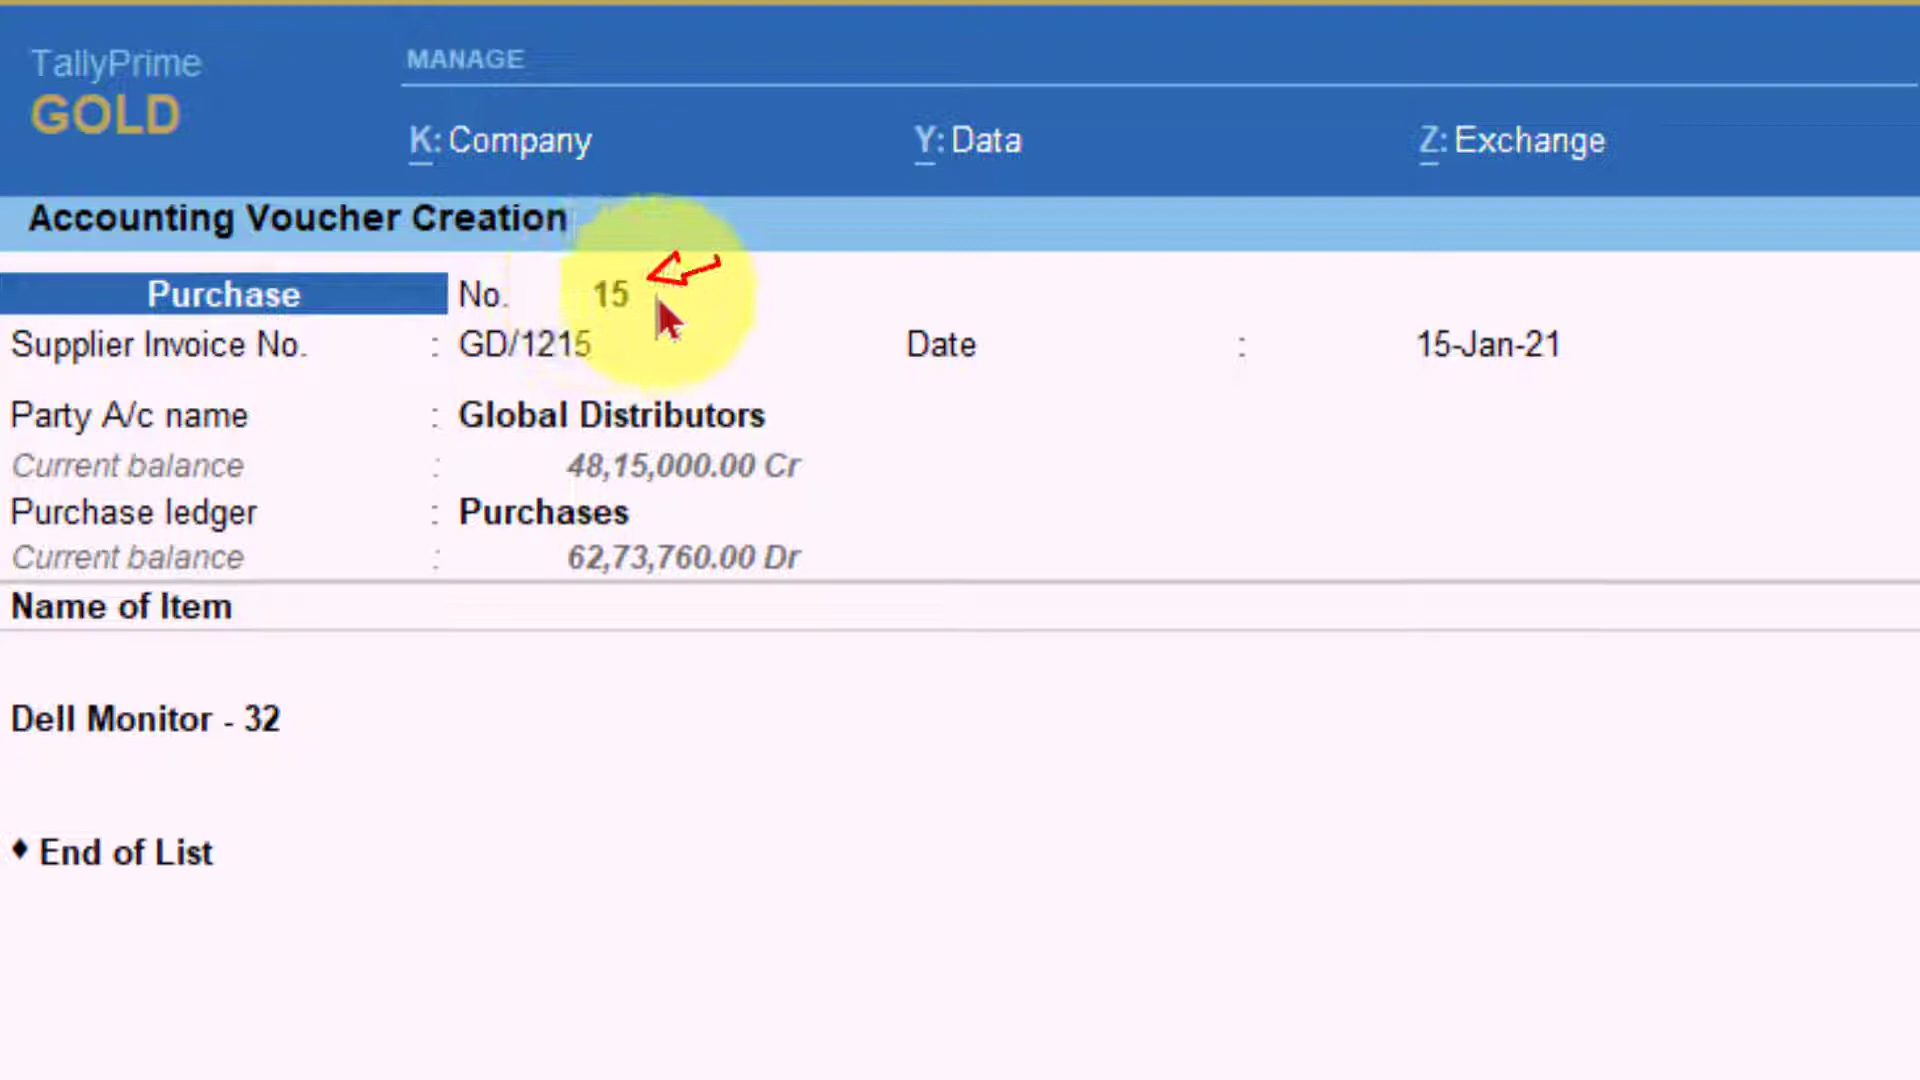 TallyPrime
GOLD
MANAGE
K: Company
Y: Data
Z: Exchange
Accounting Voucher Creation
Purchase No. 15
Supplier Invoice No. : GD/1215 Date : 15-Jan-21
Party A/c name : Global Distributors
Current balance : 48,15,000.00 Cr
Purchase ledger : Purchases
Current balance : 62,73,760.00 Dr
Name of Item
Dell Monitor - 32
♦ End of List